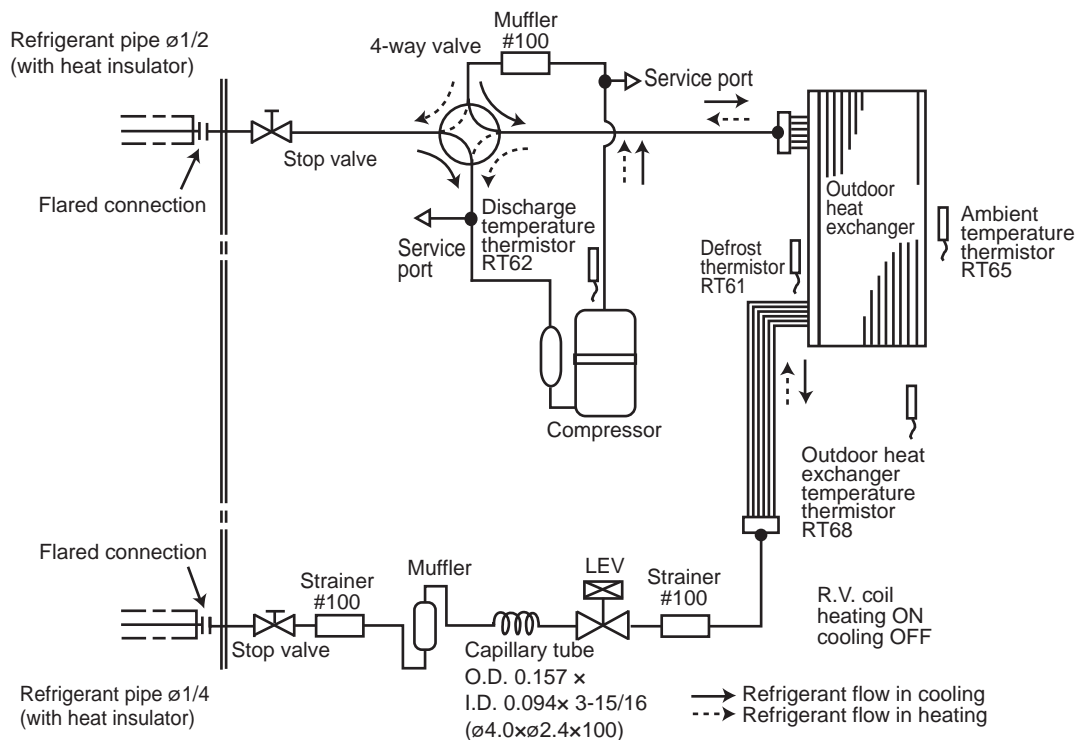 Refrigerant pipe ø1/2
(with heat insulator)
4-way valve
Muffler
#100
Service port
Stop valve
Flared connection
Service
port
Discharge
temperature
thermistor
RT62
Outdoor
heat
exchanger
Defrost
thermistor
RT61
Ambient
temperature
thermistor
RT65
Compressor
Outdoor heat
exchanger
temperature
thermistor
RT68
Flared connection
Stop valve
Strainer
#100
Muffler
LEV
Strainer
#100
Capillary tube
O.D. 0.157 ×
I.D. 0.094× 3-15/16
(ø4.0×ø2.4×100)
R.V. coil
heating ON
cooling OFF
Refrigerant pipe ø1/4
(with heat insulator)
Refrigerant flow in cooling
Refrigerant flow in heating